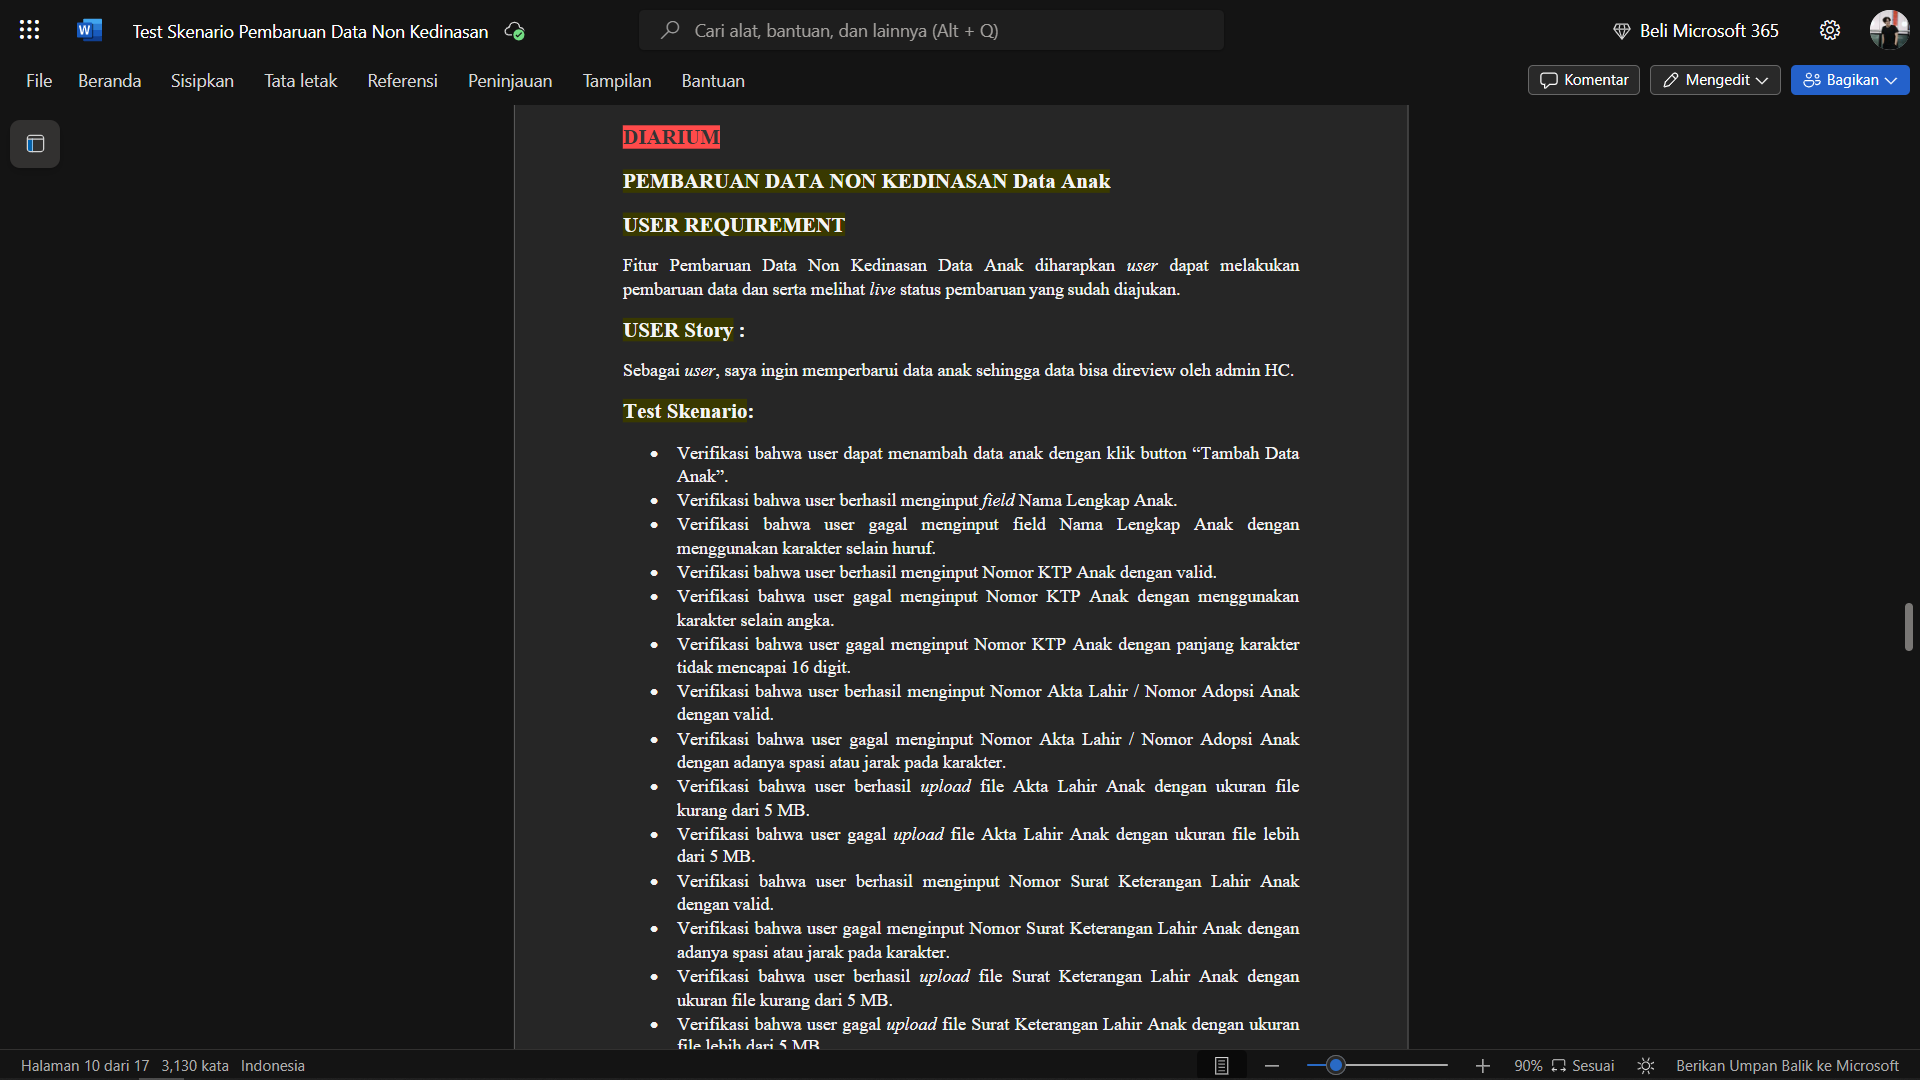 Test Skenario Pembaruan Data Non Kedinasan
Cari alat, bantuan, dan lainnya (Alt + Q)
Beli Microsoft 365
File Beranda Sisipkan Tata letak Referensi Peninjauan Tampilan Bantuan
Komentar Mengedit Bagikan
DIARIUM
PEMBARUAN DATA NON KEDINASAN Data Anak
USER REQUIREMENT
Fitur Pembaruan Data Non Kedinasan Data Anak diharapkan user dapat melakukan
pembaruan data dan serta melihat live status pembaruan yang sudah diajukan.
USER Story :
Sebagai user, saya ingin memperbarui data anak sehingga data bisa direview oleh admin HC.
Test Skenario:
• Verifikasi bahwa user dapat menambah data anak dengan klik button “Tambah Data
Anak”.
• Verifikasi bahwa user berhasil menginput field Nama Lengkap Anak.
• Verifikasi bahwa user gagal menginput field Nama Lengkap Anak dengan
menggunakan karakter selain huruf.
• Verifikasi bahwa user berhasil menginput Nomor KTP Anak dengan valid.
• Verifikasi bahwa user gagal menginput Nomor KTP Anak dengan menggunakan
karakter selain angka.
• Verifikasi bahwa user gagal menginput Nomor KTP Anak dengan panjang karakter
tidak mencapai 16 digit.
• Verifikasi bahwa user berhasil menginput Nomor Akta Lahir / Nomor Adopsi Anak
dengan valid.
• Verifikasi bahwa user gagal menginput Nomor Akta Lahir / Nomor Adopsi Anak
dengan adanya spasi atau jarak pada karakter.
• Verifikasi bahwa user berhasil upload file Akta Lahir Anak dengan ukuran file
kurang dari 5 MB.
• Verifikasi bahwa user gagal upload file Akta Lahir Anak dengan ukuran file lebih
dari 5 MB.
• Verifikasi bahwa user berhasil menginput Nomor Surat Keterangan Lahir Anak
dengan valid.
• Verifikasi bahwa user gagal menginput Nomor Surat Keterangan Lahir Anak dengan
adanya spasi atau jarak pada karakter.
• Verifikasi bahwa user berhasil upload file Surat Keterangan Lahir Anak dengan
ukuran file kurang dari 5 MB.
• Verifikasi bahwa user gagal upload file Surat Keterangan Lahir Anak dengan ukuran
file lebih dari 5 MB
Halaman 10 dari 17 3,130 kata Indonesia
90% Sesuai Berikan Umpan Balik ke Microsoft